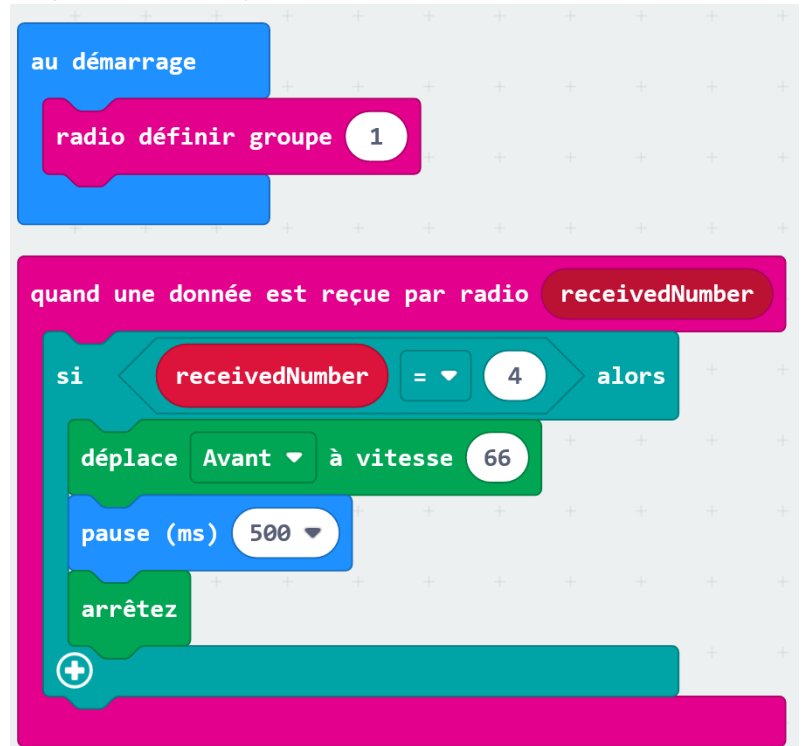 au démarrage
radio définir groupe 1
quand une donnée est reçue par radio receivedNumber
si receivedNumber = 4 alors
déplace Avant à vitesse 66
pause (ms) 500
arrêtez